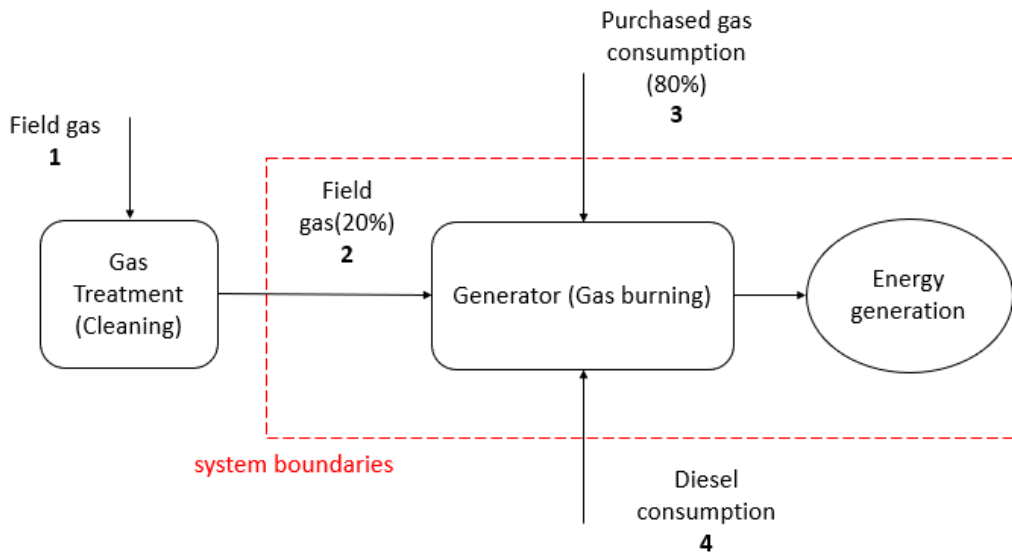 Purchased gas
consumption
(80%)
3
Field gas
1
Field
gas(20%)
2
Gas
Treatment
(Cleaning)
Generator (Gas burning)
Energy
generation
system boundaries
Diesel
consumption
4